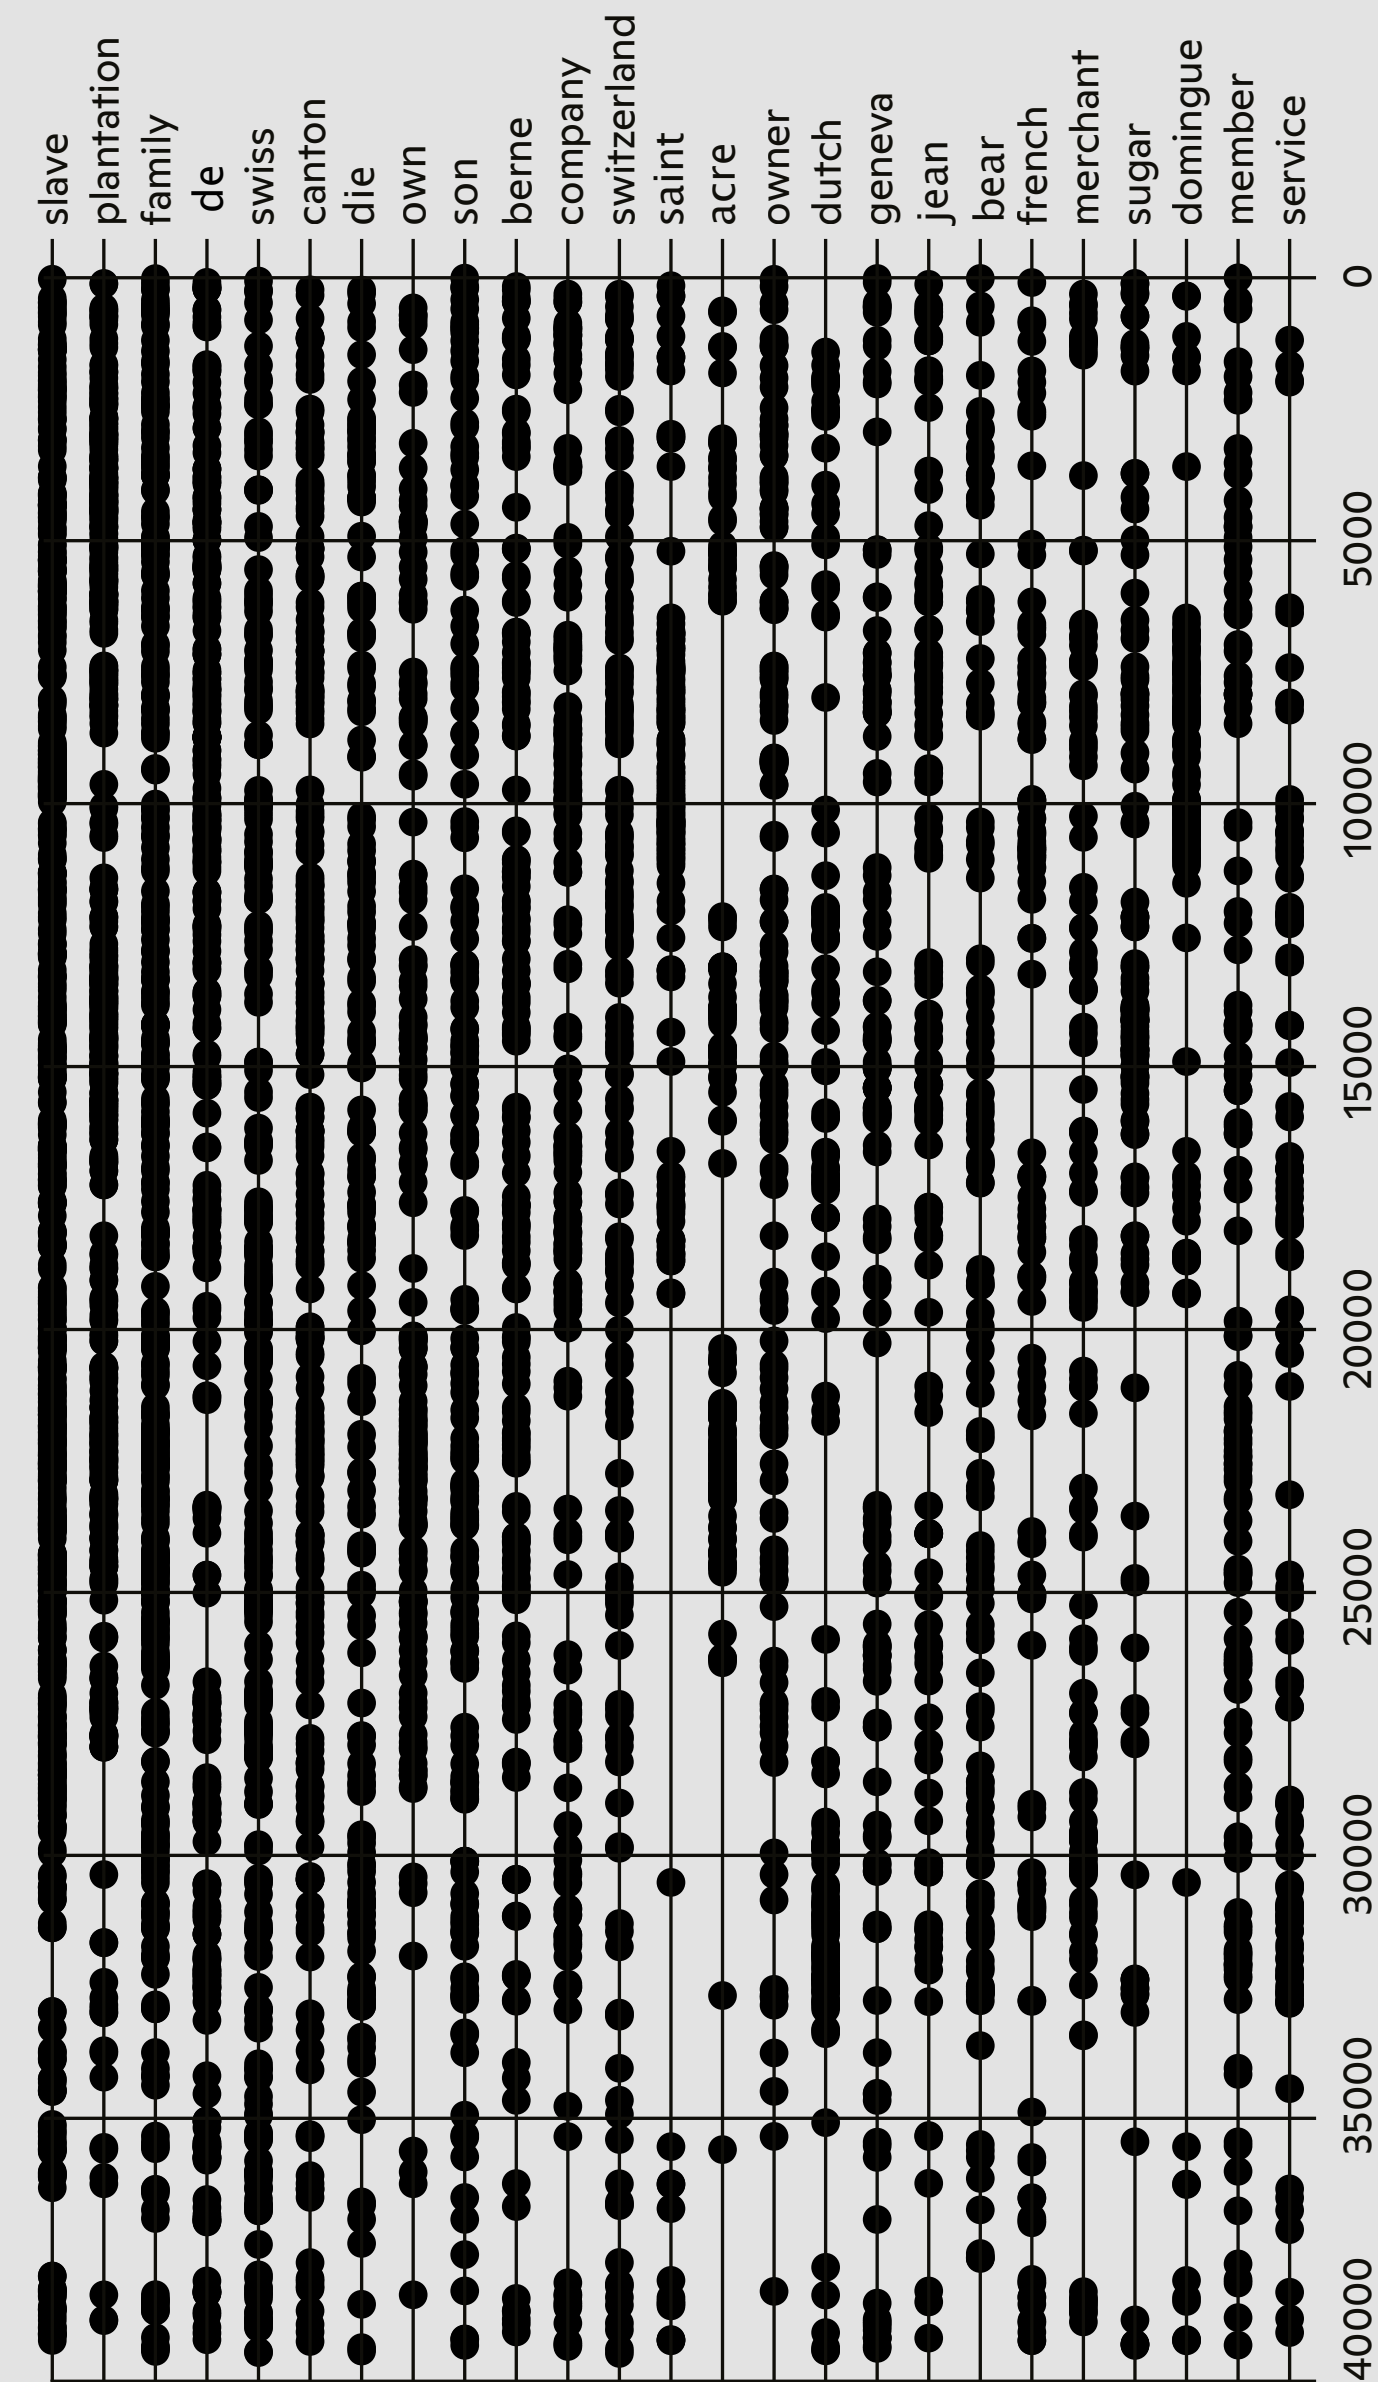 slave
plantation
family
de
swiss
canton
die
own
son
berne
company
switzerland
saint
acre
owner
dutch
geneva
jean
bear
french
merchant
sugar
domingue
member
service
0
5000
10000
15000
20000
25000
30000
35000
40000